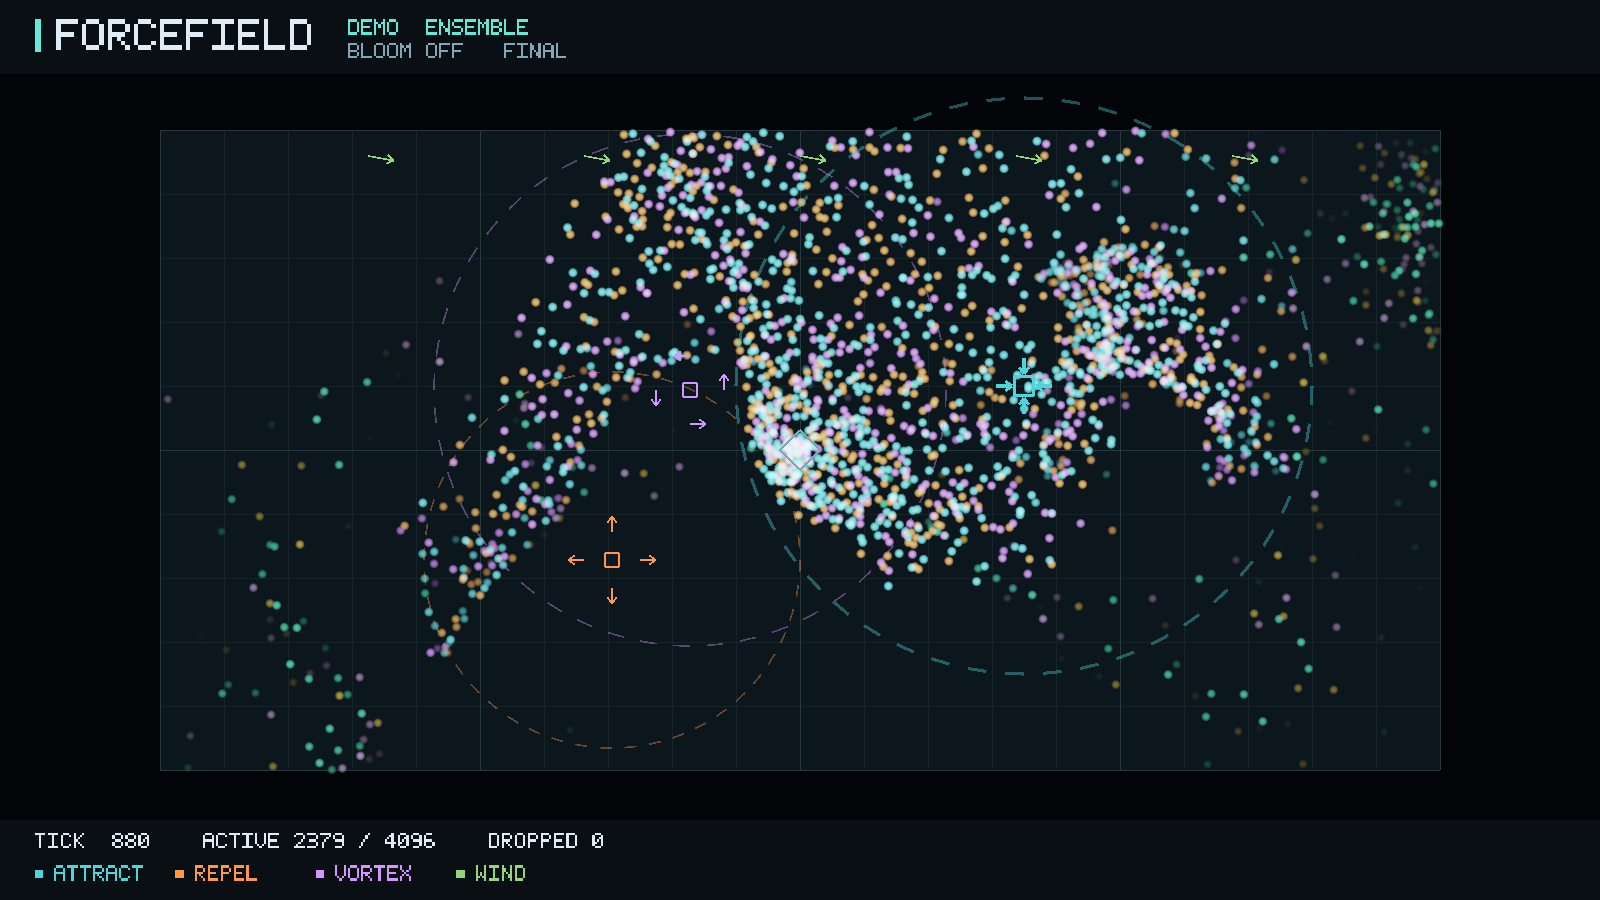 FORCEFIELD
DEMO ENSEMBLE
BLOOM OFF FINAL
TICK 880 ACTIVE 2379 / 4096 DROPPED 0
ATTRACT REPEL VORTEX WIND